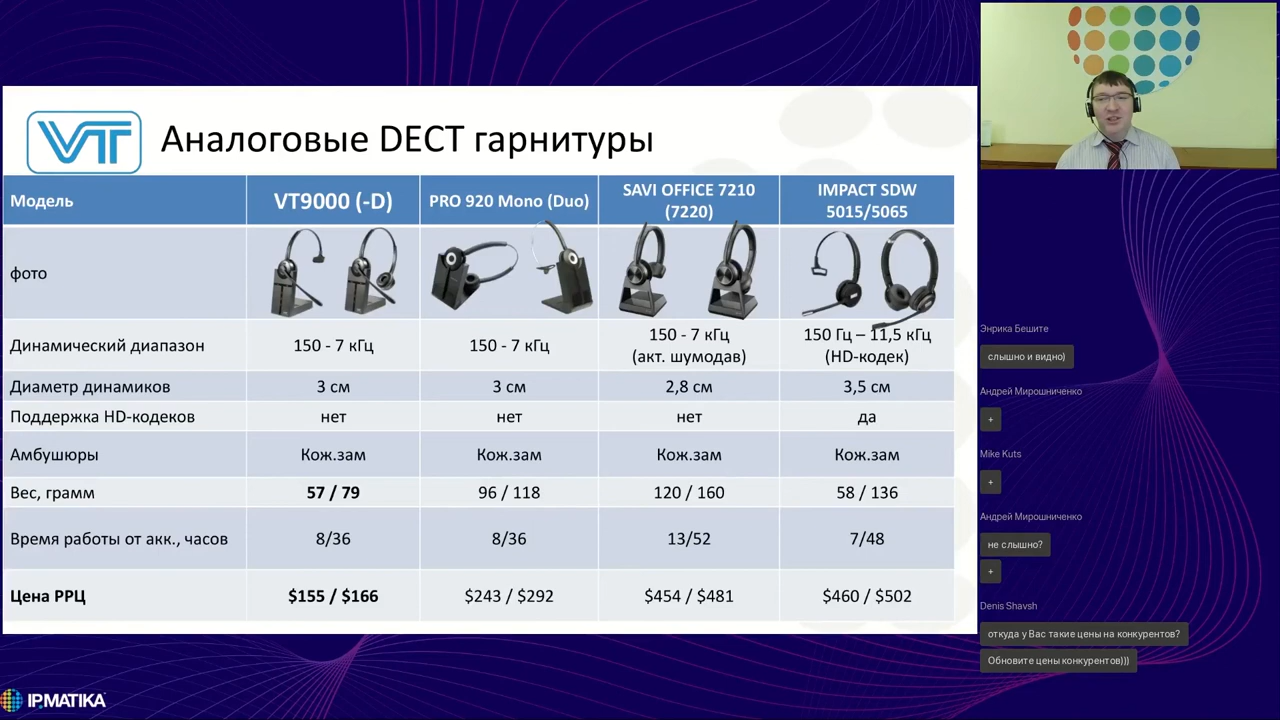 VT
Аналоговые DECT гарнитуры
Модель
VT9000 (-D)
PRO 920 Mono (Duo)
SAVI OFFICE 7210
(7220)
IMPACT SDW
5015/5065
фото
Динамический диапазон
150 - 7 кГц
150 - 7 кГц
150 - 7 кГц
(акт. шумодав)
150 Гц – 11,5 кГц
(HD-кодек)
Диаметр динамиков
3 см
3 см
2,8 см
3,5 см
Поддержка HD-кодеков
нет
нет
нет
да
Амбушюры
Кож.зам
Кож.зам
Кож.зам
Кож.зам
Вес, грамм
57 / 79
96 / 118
120 / 160
58 / 136
Время работы от акк., часов
8/36
8/36
13/52
7/48
Цена РРЦ
$155 / $166
$243 / $292
$454 / $481
$460 / $502
IPMATIKA
Энрика Бешите
слышно и видно)
Андрей Мирошниченко
+
Mike Kuts
+
Андрей Мирошниченко
не слышно?
+
Denis Shavsh
откуда у Вас такие цены на конкурентов?
Обновите цены конкурентов)))